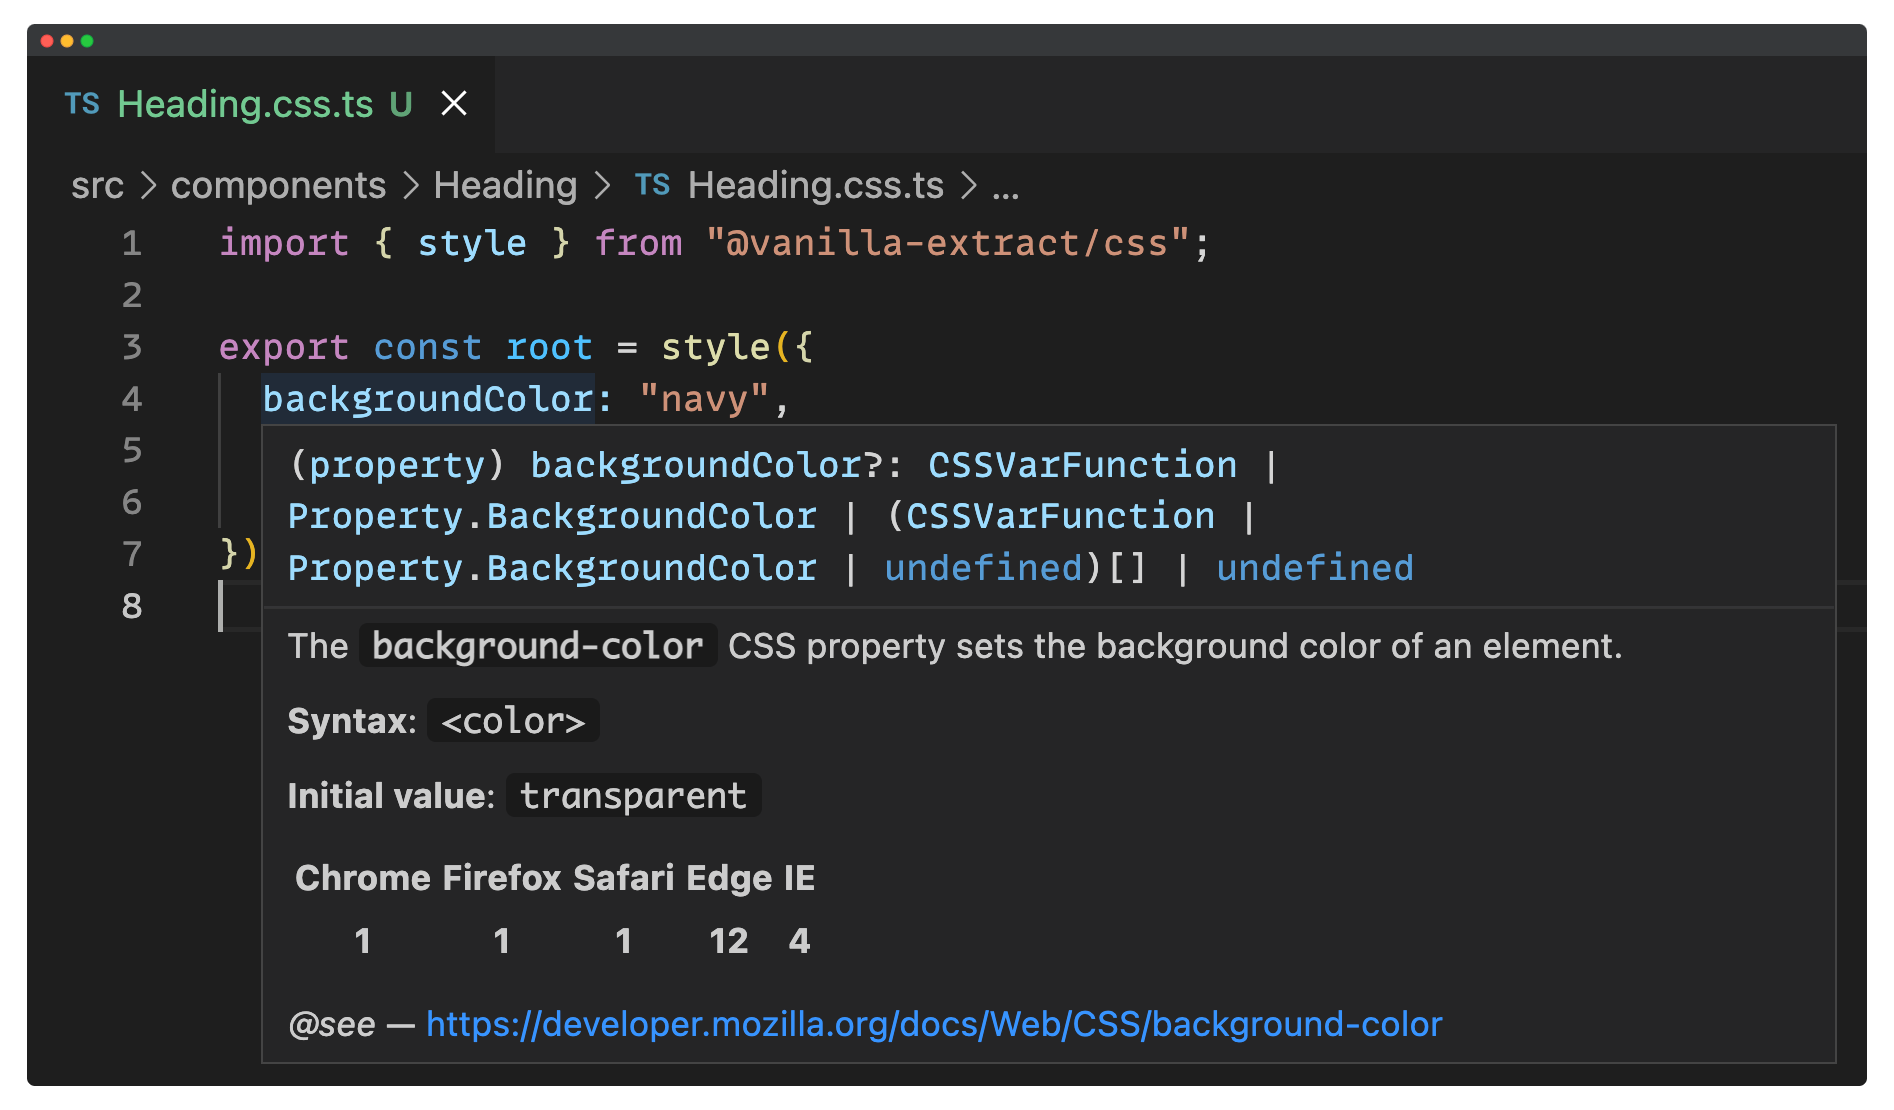 TS Heading.css.ts U
src > components > Heading > TS Heading.css.ts > ...
1 import { style } from "@vanilla-extract/css";
2
3 export const root = style({
4 backgroundColor: "navy",
5
6
7 })
8
(property) backgroundColor?: CSSVarFunction |
Property.BackgroundColor | (CSSVarFunction |
Property.BackgroundColor | undefined)[] | undefined
The background-color CSS property sets the background color of an element.
Syntax: <color>
Initial value: transparent
Chrome Firefox Safari Edge IE
1 1 1 12 4
@see — https://developer.mozilla.org/docs/Web/CSS/background-color